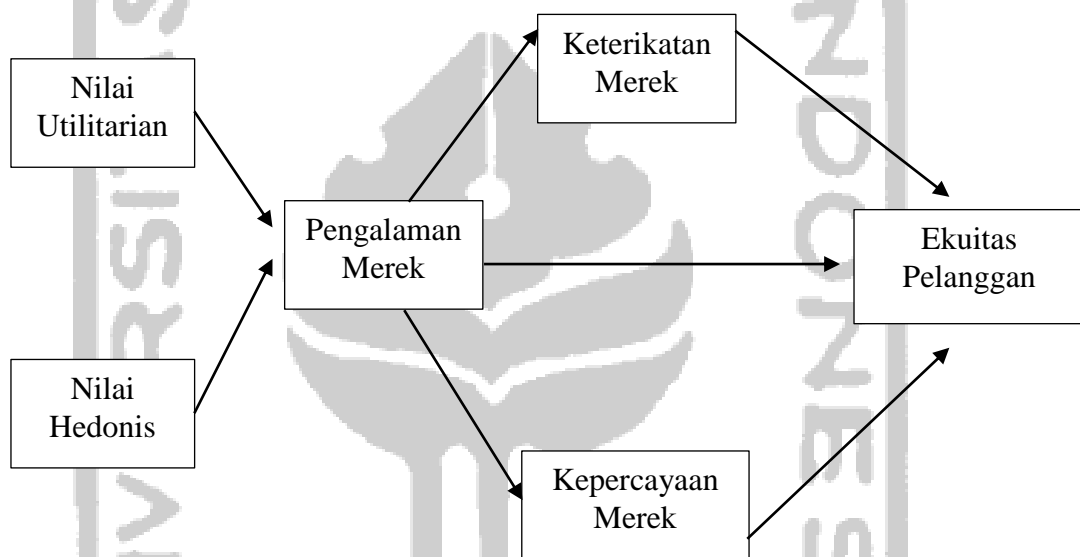 Keterikatan
Merek
Nilai
Utilitarian
Pengalaman
Merek
Ekuitas
Pelanggan
Nilai
Hedonis
Kepercayaan
Merek